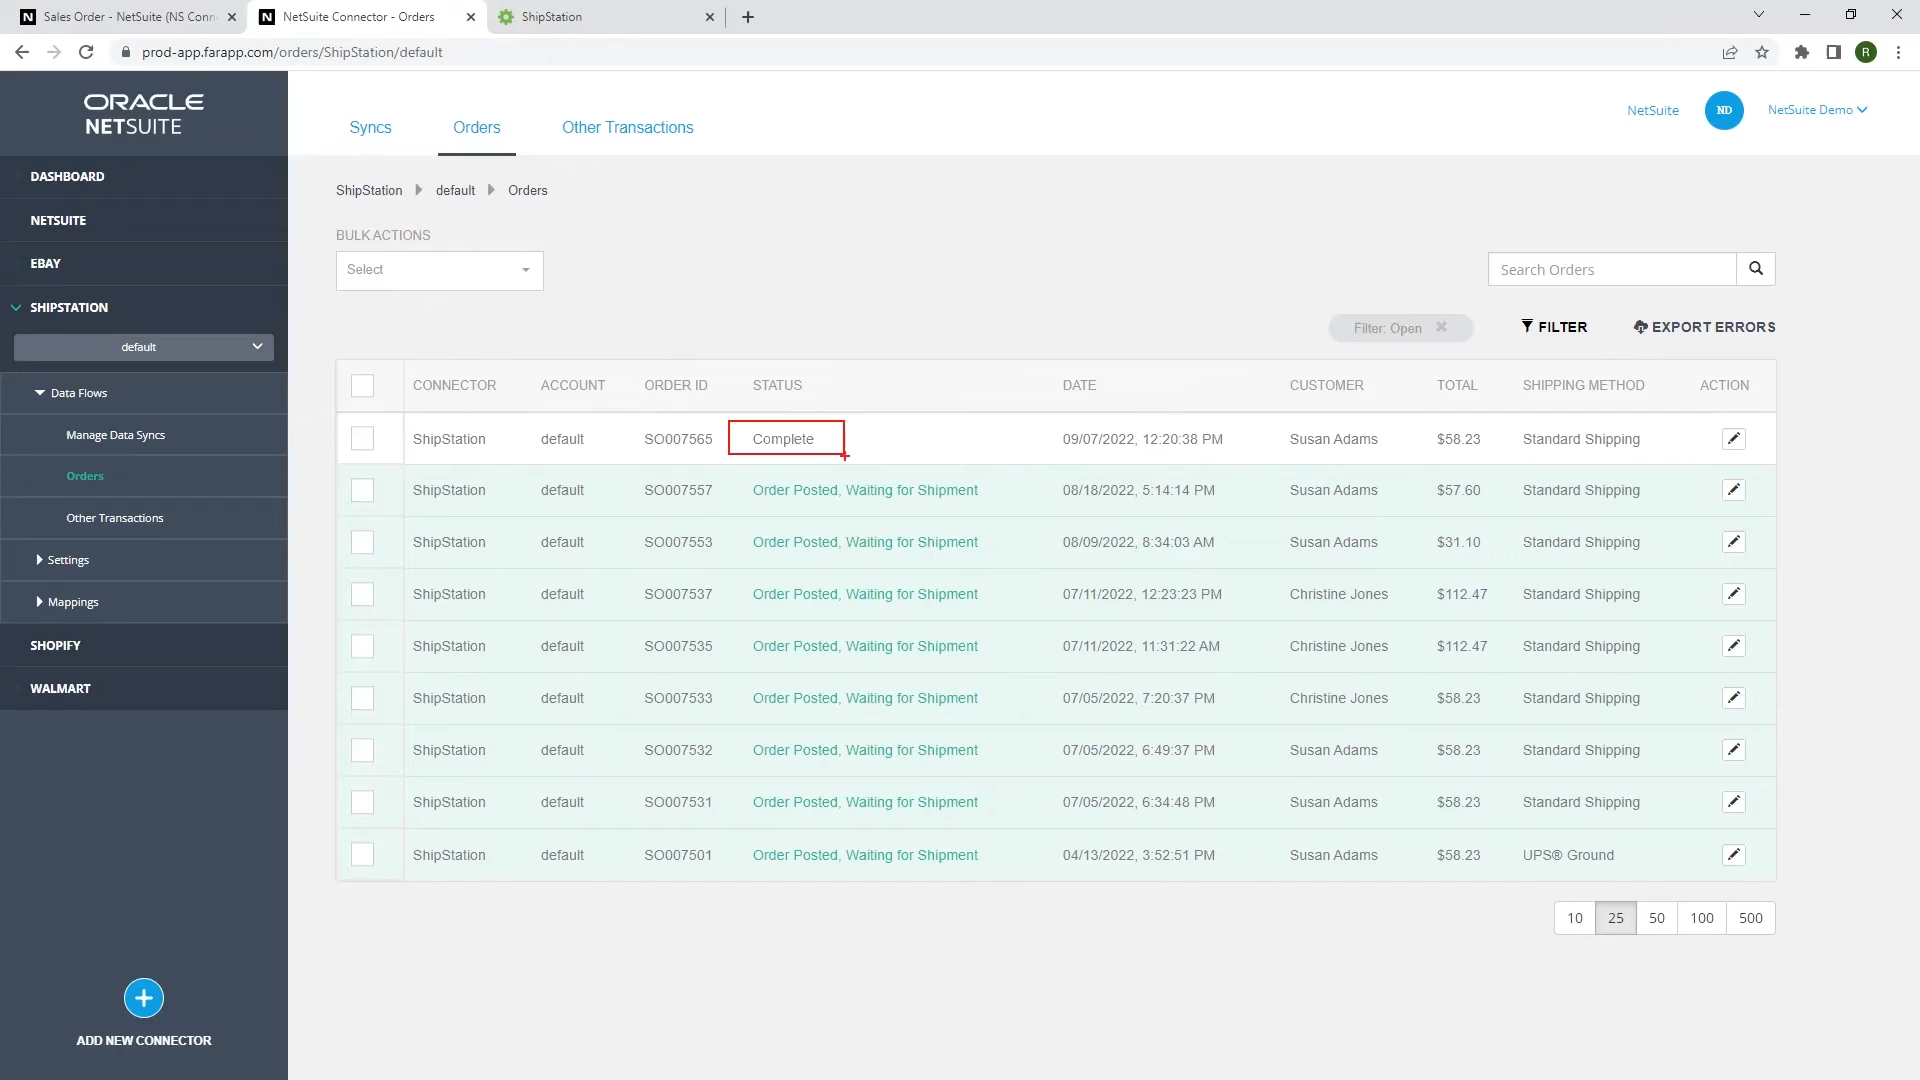 Sales Order - NetSuite (NS Conn
NetSuite Connector - Orders
ShipStation
prod-app.farapp.com/orders/ShipStation/default
R
ORACLE
NETSUITE
Syncs
Orders
Other Transactions
NetSuite
ND
NetSuite Demo
DASHBOARD
NETSUITE
EBAY
SHIPSTATION
default
Data Flows
Manage Data Syncs
Orders
Other Transactions
Settings
Mappings
SHOPIFY
WALMART
ADD NEW CONNECTOR
ShipStation default Orders
BULK ACTIONS
Select
Search Orders
Filter: Open
FILTER
EXPORT ERRORS
CONNECTOR ACCOUNT ORDER ID STATUS DATE CUSTOMER TOTAL SHIPPING METHOD ACTION
ShipStation default SO007565 Complete 09/07/2022, 12:20:38 PM Susan Adams $58.23 Standard Shipping
ShipStation default SO007557 Order Posted, Waiting for Shipment 08/18/2022, 5:14:14 PM Susan Adams $57.60 Standard Shipping
ShipStation default SO007553 Order Posted, Waiting for Shipment 08/09/2022, 8:34:03 AM Susan Adams $31.10 Standard Shipping
ShipStation default SO007537 Order Posted, Waiting for Shipment 07/11/2022, 12:23:23 PM Christine Jones $112.47 Standard Shipping
ShipStation default SO007535 Order Posted, Waiting for Shipment 07/11/2022, 11:31:22 AM Christine Jones $112.47 Standard Shipping
ShipStation default SO007533 Order Posted, Waiting for Shipment 07/05/2022, 7:20:37 PM Christine Jones $58.23 Standard Shipping
ShipStation default SO007532 Order Posted, Waiting for Shipment 07/05/2022, 6:49:37 PM Susan Adams $58.23 Standard Shipping
ShipStation default SO007531 Order Posted, Waiting for Shipment 07/05/2022, 6:34:48 PM Susan Adams $58.23 Standard Shipping
ShipStation default SO007501 Order Posted, Waiting for Shipment 04/13/2022, 3:52:51 PM Susan Adams $58.23 UPS® Ground
10 25 50 100 500